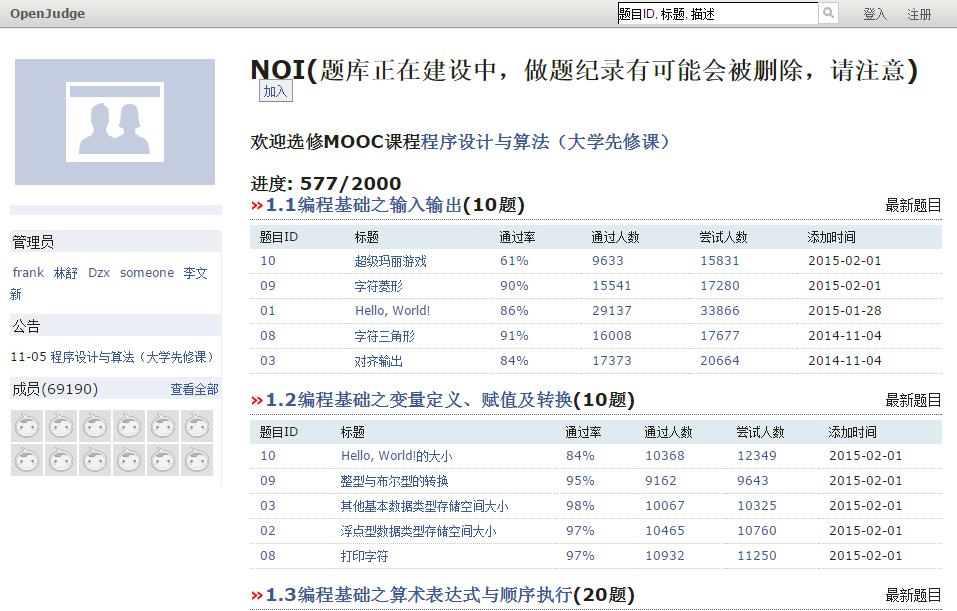 OpenJudge
题目ID, 标题, 描述
登入 注册
NOI(题库正在建设中，做题纪录有可能会被删除，请注意)
加入
欢迎选修MOOC课程程序设计与算法（大学先修课）
进度: 577/2000
管理员
frank 林舒 Dzx someone 李文
新
公告
11-05 程序设计与算法（大学先修课）
成员(69190) 查看全部
»1.1编程基础之输入输出(10题) 最新题目
题目ID 标题 通过率 通过人数 尝试人数 添加时间
10 超级玛丽游戏 61% 9633 15831 2015-02-01
09 字符菱形 90% 15541 17280 2015-02-01
01 Hello, World! 86% 29137 33866 2015-01-28
08 字符三角形 91% 16008 17677 2014-11-04
03 对齐输出 84% 17373 20664 2014-11-04
»1.2编程基础之变量定义、赋值及转换(10题) 最新题目
题目ID 标题 通过率 通过人数 尝试人数 添加时间
10 Hello, World!的大小 84% 10368 12349 2015-02-01
09 整型与布尔型的转换 95% 9162 9643 2015-02-01
03 其他基本数据类型存储空间大小 98% 10067 10325 2015-02-01
02 浮点型数据类型存储空间大小 97% 10465 10760 2015-02-01
08 打印字符 97% 10932 11250 2015-02-01
»1.3编程基础之算术表达式与顺序执行(20题) 最新题目